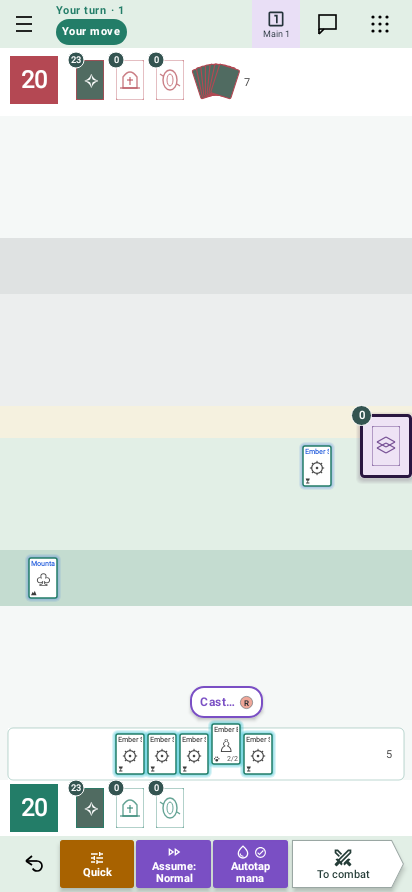 Your turn · 1
Your move
1
Main 1
20
23
0
0
7
0
Ember
Mounta
Cast... R
Ember
Ember
Ember
Ember
2/2
Ember
5
20
23
0
0
Quick
Assume:
Normal
Autotap
mana
To combat